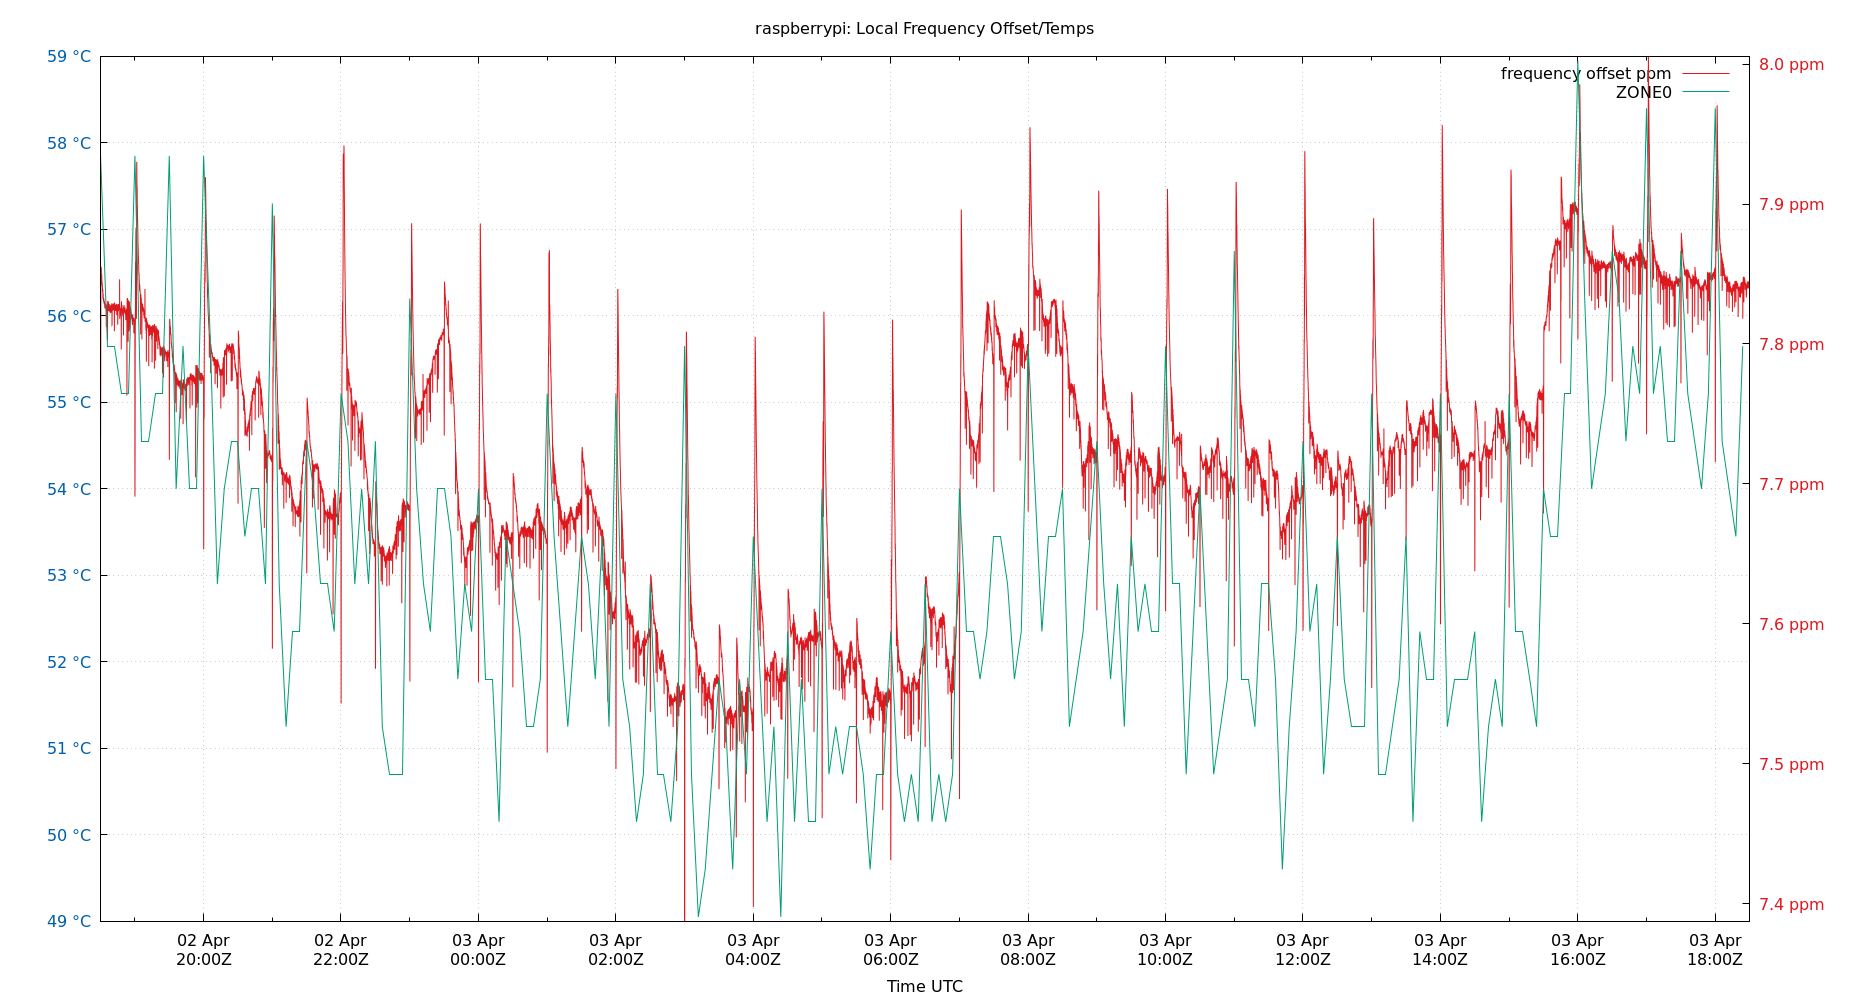 raspberrypi: Local Frequency Offset/Temps
59 °C
58 °C
57 °C
56 °C
55 °C
54 °C
53 °C
52 °C
51 °C
50 °C
49 °C
frequency offset ppm
ZONE0
8.0 ppm
7.9 ppm
7.8 ppm
7.7 ppm
7.6 ppm
7.5 ppm
7.4 ppm
02 Apr
20:00Z
02 Apr
22:00Z
03 Apr
00:00Z
03 Apr
02:00Z
03 Apr
04:00Z
03 Apr
06:00Z
03 Apr
08:00Z
03 Apr
10:00Z
03 Apr
12:00Z
03 Apr
14:00Z
03 Apr
16:00Z
03 Apr
18:00Z
Time UTC